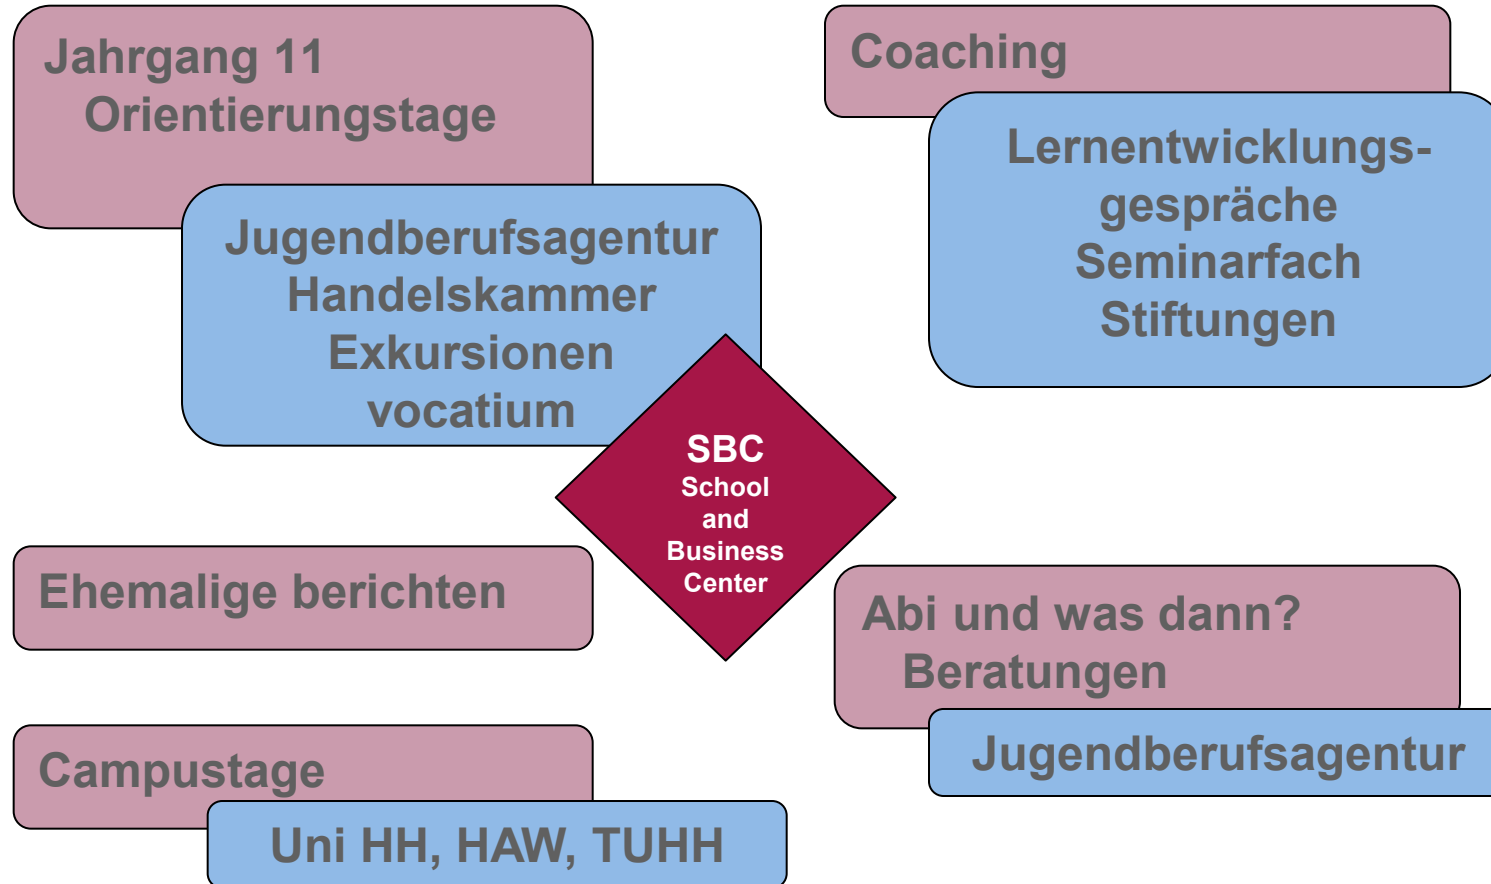 Jahrgang 11
Orientierungstage
Jugendberufsagentur
Handelskammer
Exkursionen
vocatium
Coaching
Lernentwicklungs-
gespräche
Seminarfach
Stiftungen
SBC
School
and
Business
Center
Ehemalige berichten
Abi und was dann?
Beratungen
Jugendberufsagentur
Campustage
Uni HH, HAW, TUHH